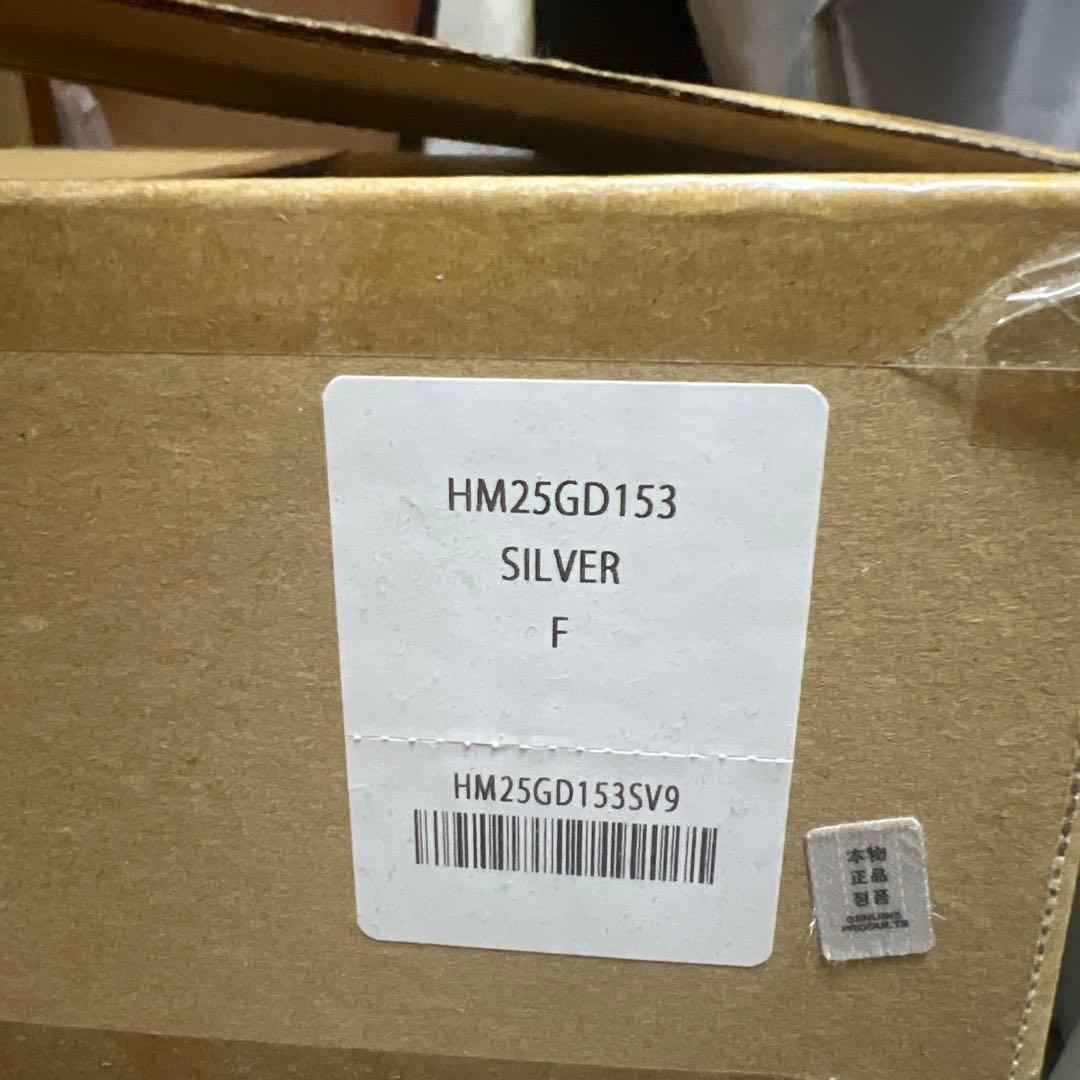 HM25GD153
SILVER
F
HM25GD153SV9
本物
正品
정품
GENUINE
PRODUCTS